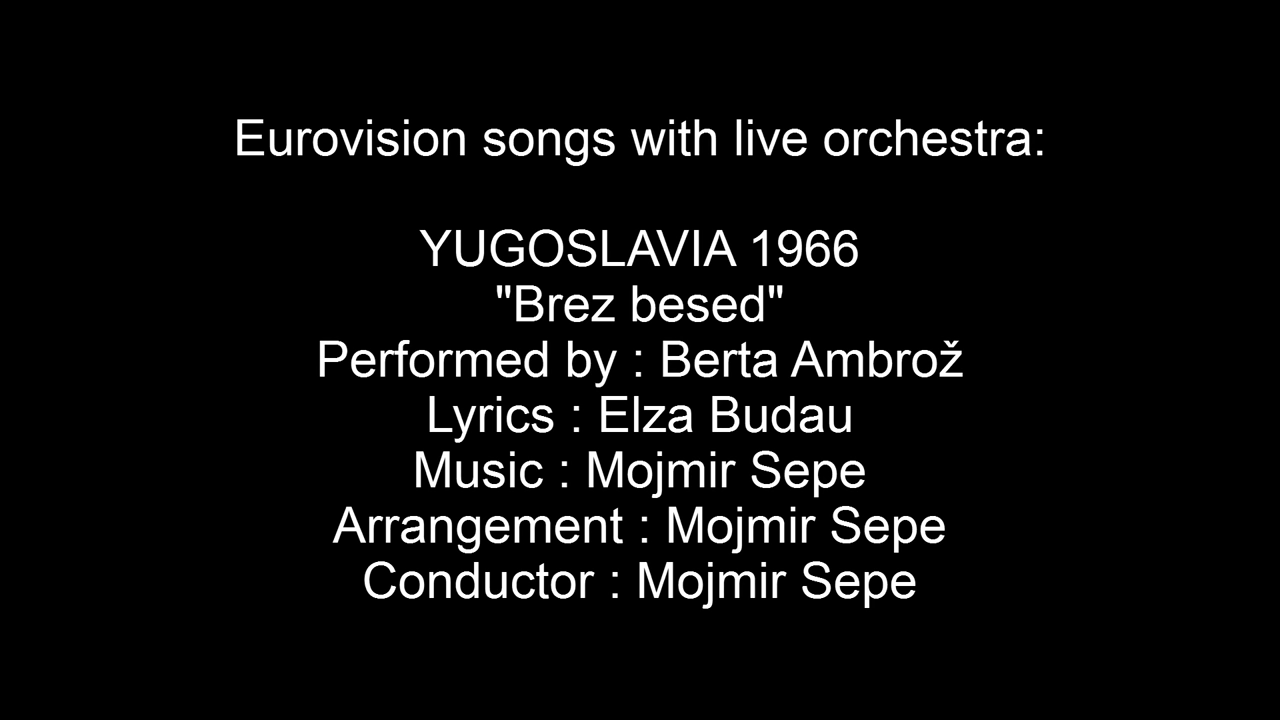 Eurovision songs with live orchestra:
YUGOSLAVIA 1966
"Brez besed"
Performed by : Berta Ambrož
Lyrics : Elza Budau
Music : Mojmir Sepe
Arrangement : Mojmir Sepe
Conductor : Mojmir Sepe